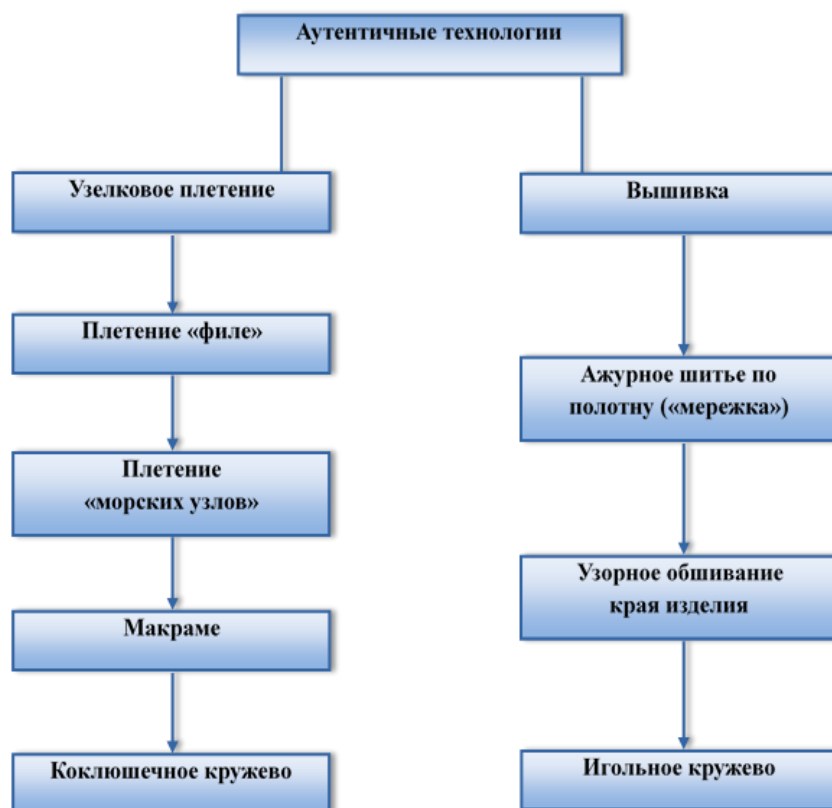 Аутентичные технологии
Узелковое плетение
Вышивка
Плетение «филе»
Ажурное шитье по
полотну («мережка»)
Плетение
«морских узлов»
Узорное обшивание
края изделия
Макраме
Коклюшечное кружево
Игольное кружево